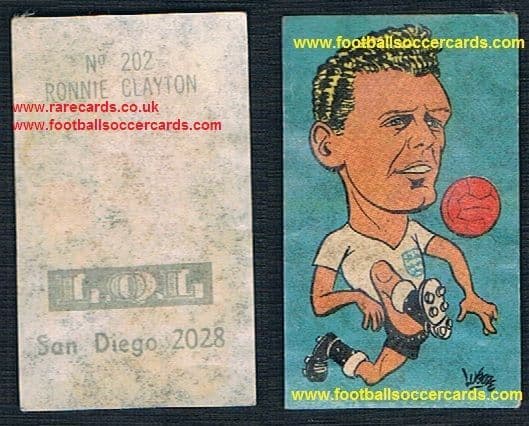 Nº 202
RONNIE CLAYTON
www.rarecards.co.uk
www.footballsoccercards.com
L.O.L
San Diego 2028
www.footballsoccercards.com
www.footballsoccercards.com